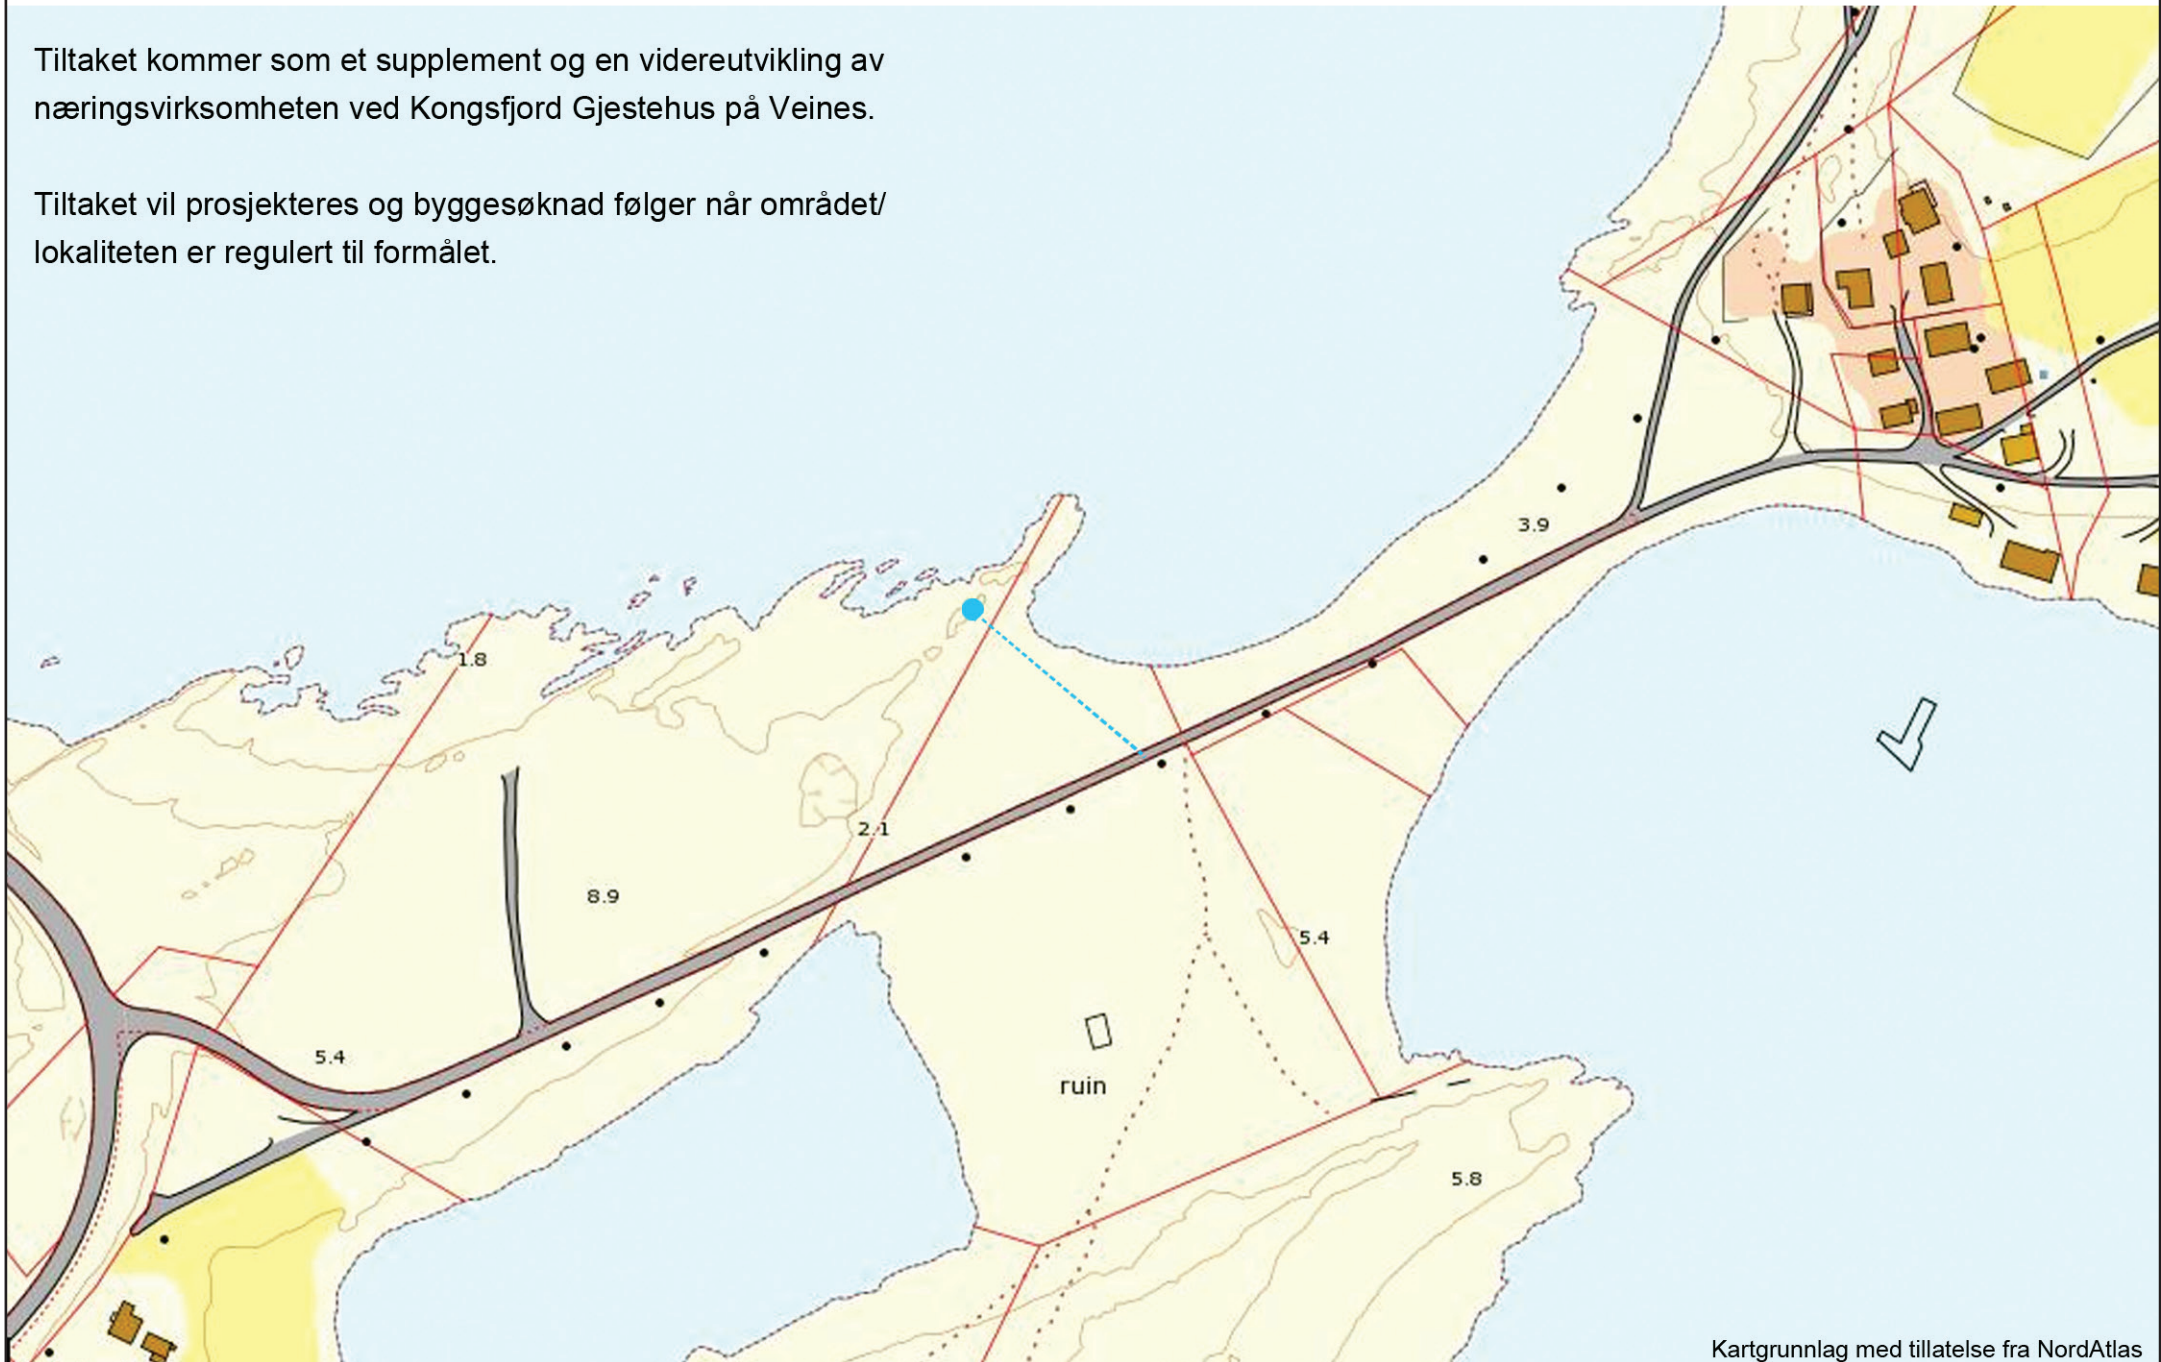 Tiltaket kommer som et supplement og en videreutvikling av
næringsvirksomheten ved Kongsfjord Gjestehus på Veines.
Tiltaket vil prosjekteres og byggesøknad følger når området/
lokaliteten er regulert til formålet.
3.9
1.8
2.1
8.9
5.4
5.4
ruin
5.8
Kartgrunnlag med tillatelse fra NordAtlas